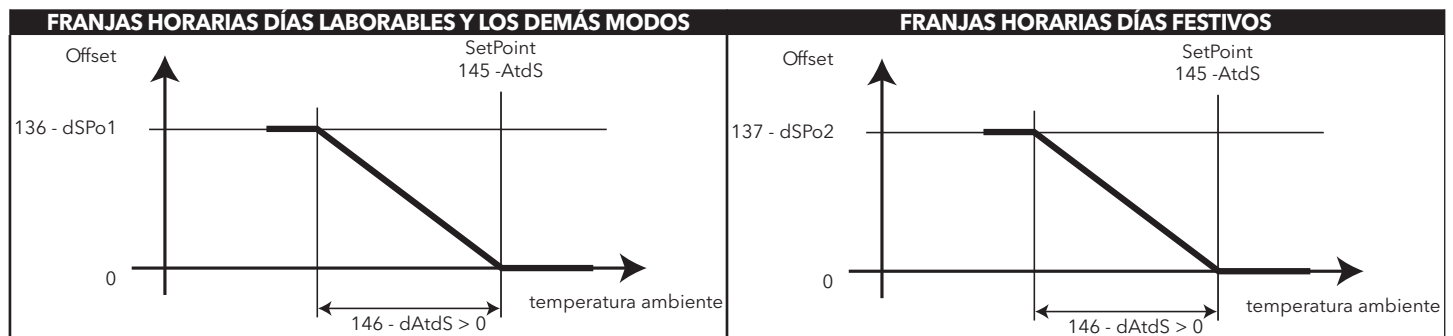 FRANJAS HORARIAS DÍAS LABORABLES Y LOS DEMÁS MODOS
Offset
SetPoint
145 -AtdS
136 - dSPo1
0
temperatura ambiente
146 - dAtdS > 0
FRANJAS HORARIAS DÍAS FESTIVOS
Offset
SetPoint
145 -AtdS
137 - dSPo2
0
temperatura ambiente
146 - dAtdS > 0